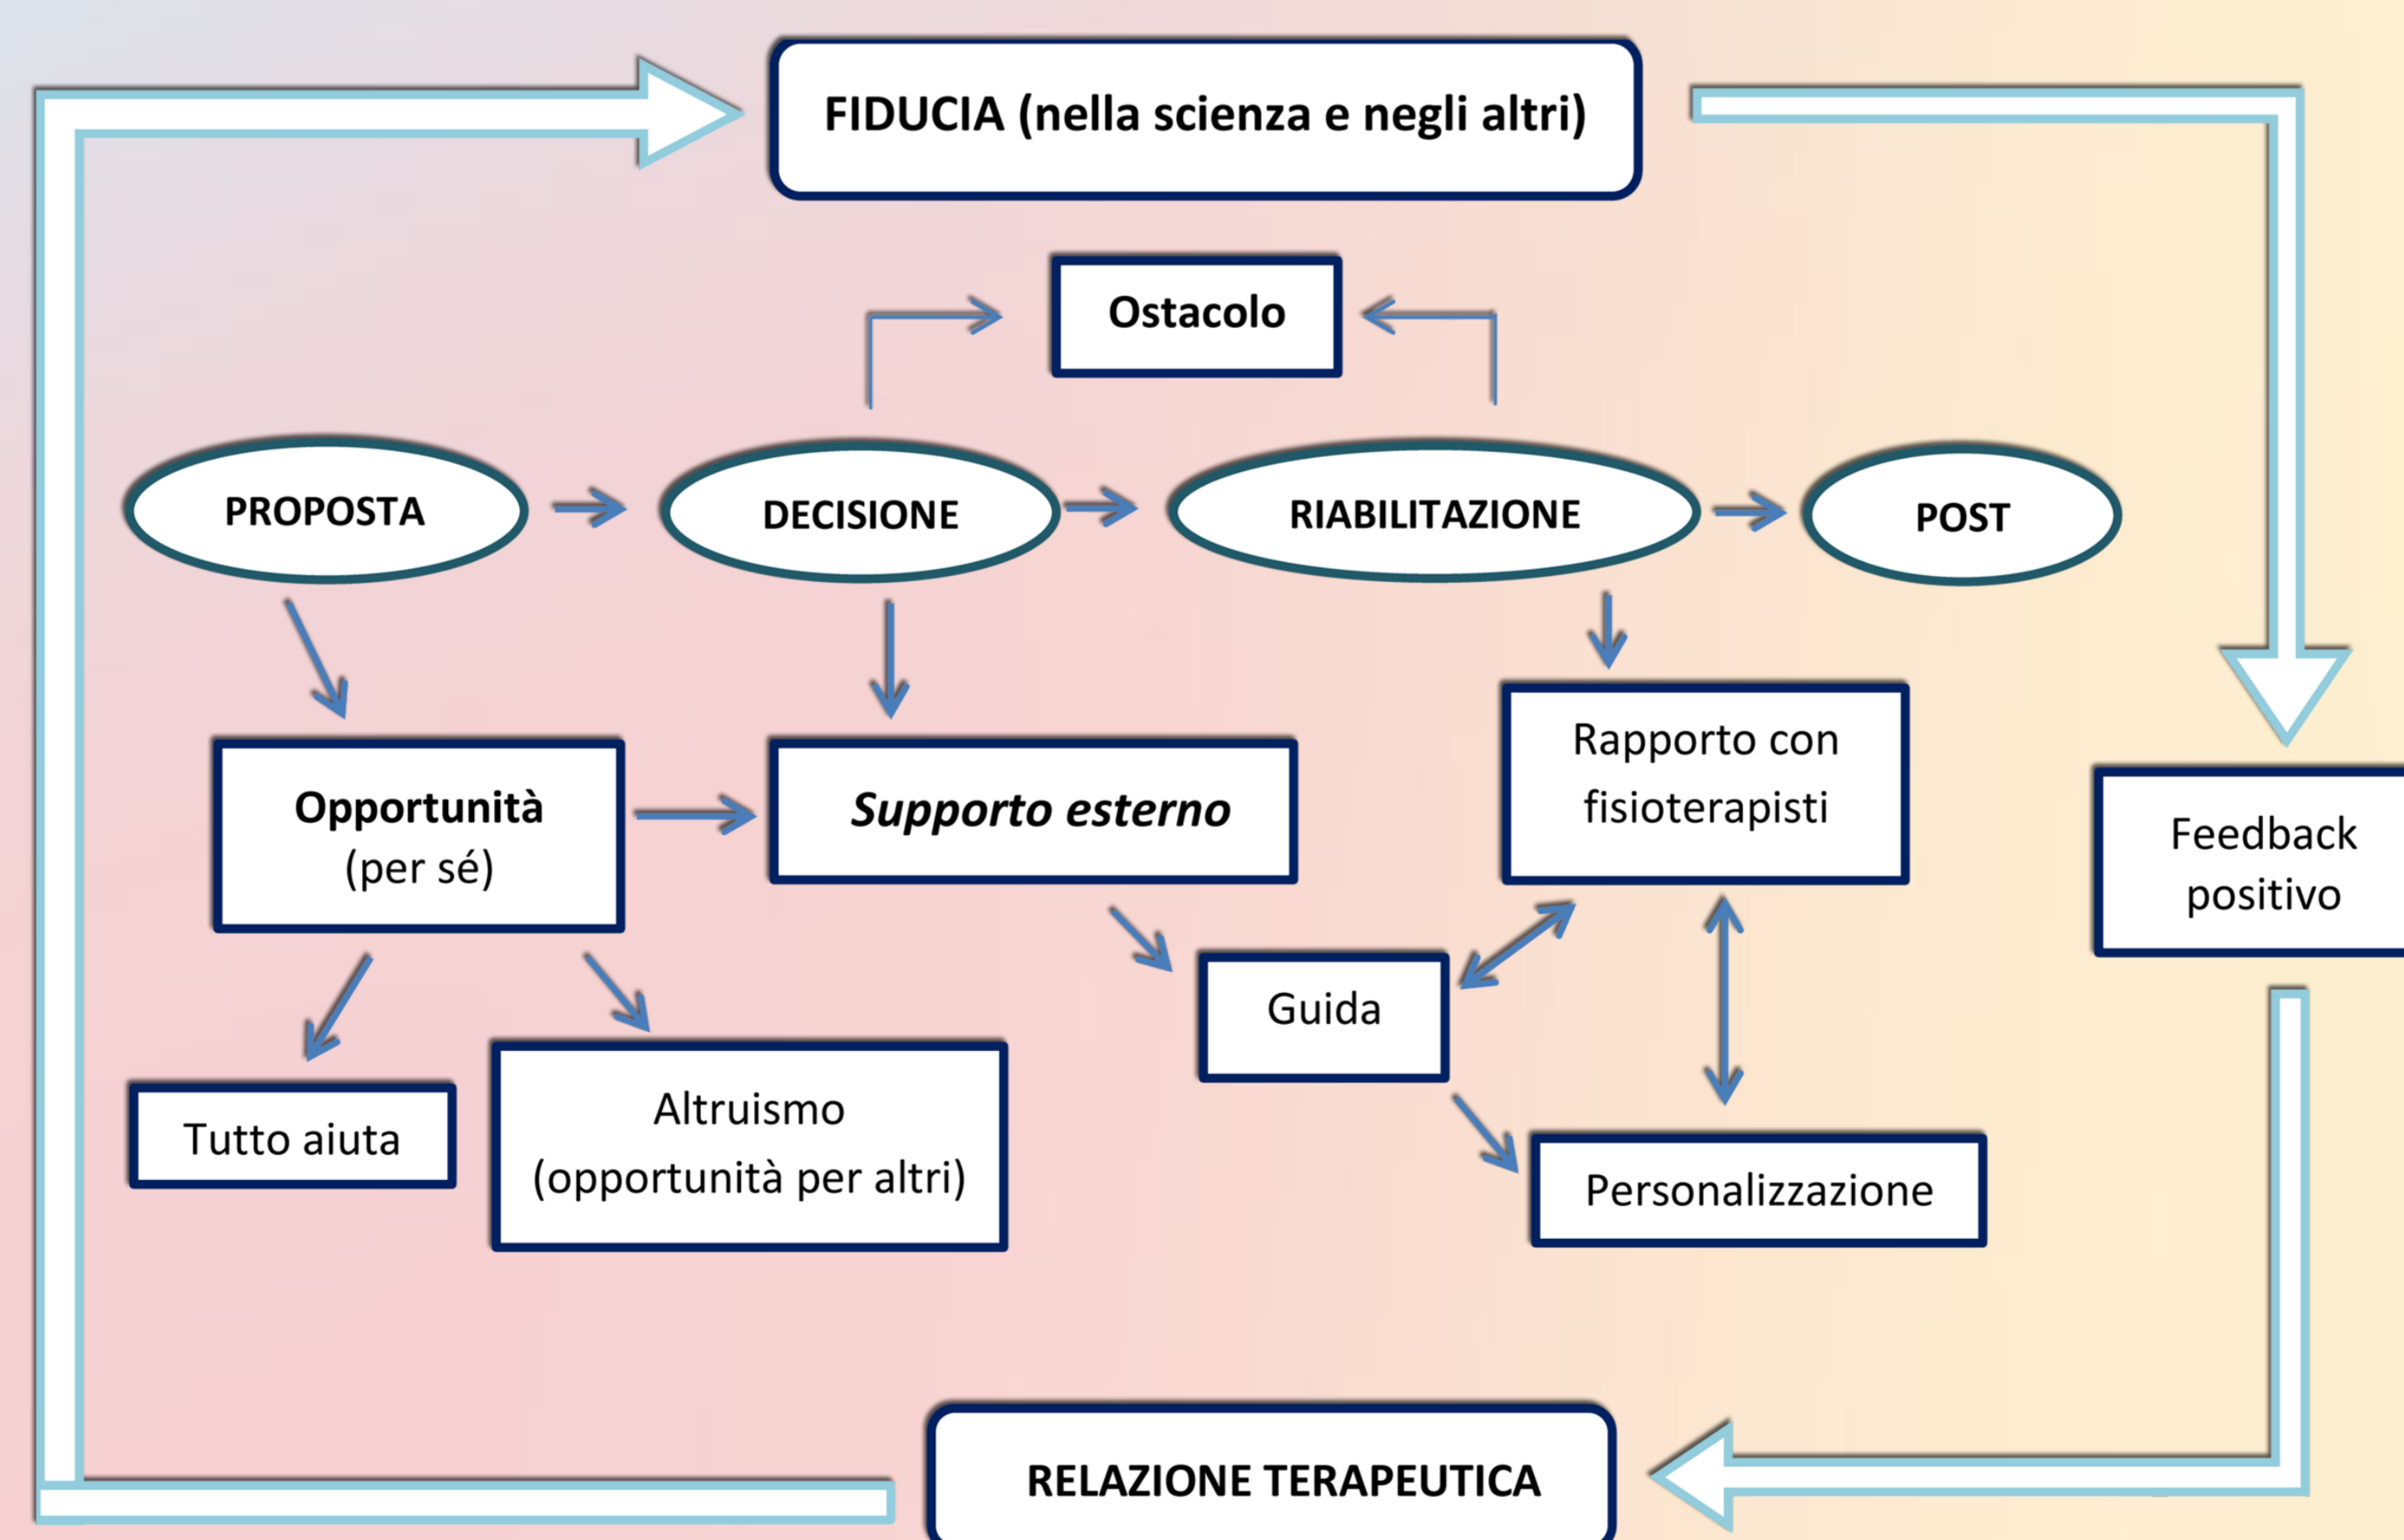 FIDUCIA (nella scienza e negli altri)
Ostacolo
PROPOSTA
DECISIONE
RIABILITAZIONE
POST
Opportunità
(per sé)
Supporto esterno
Rapporto con
fisioterapisti
Feedback
positivo
Guida
Tutto aiuta
Altruismo
(opportunità per altri)
Personalizzazione
RELAZIONE TERAPEUTICA